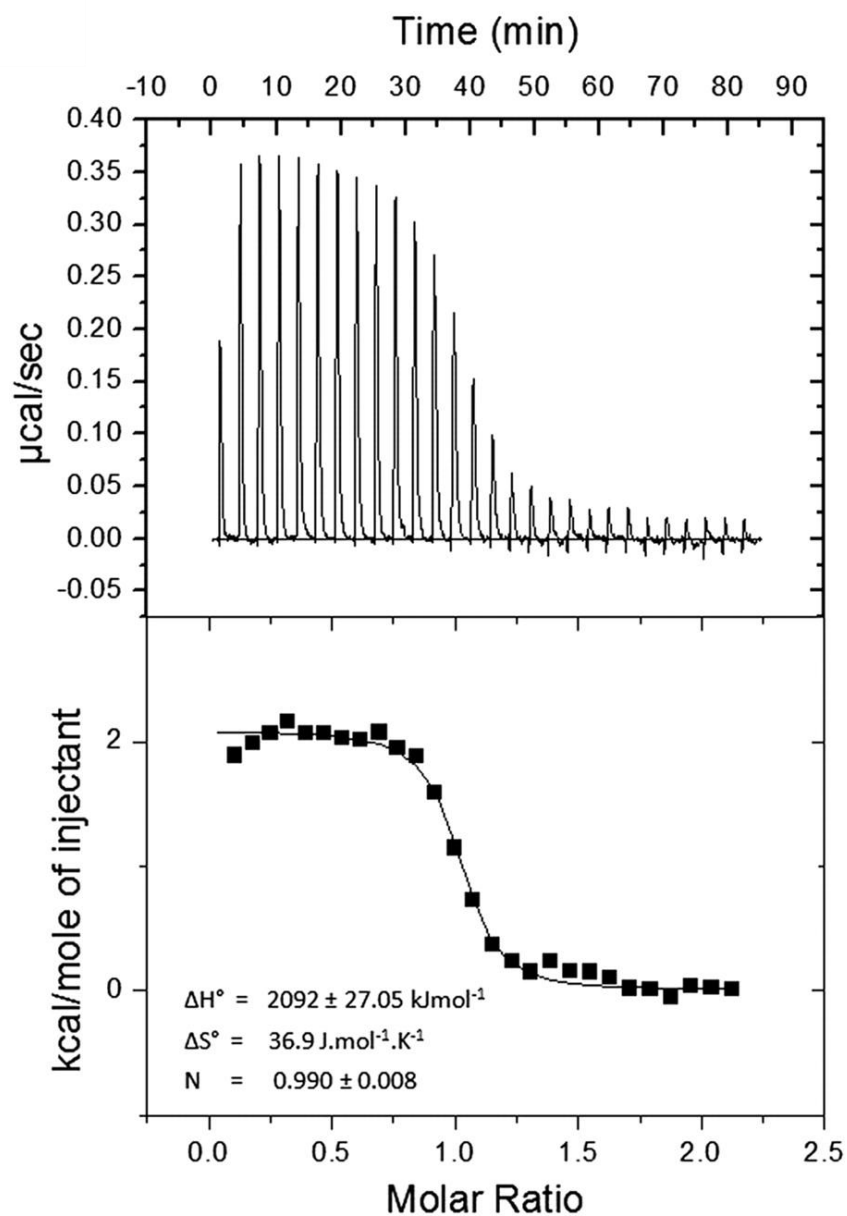 Time (min)
-10 0 10 20 30 40 50 60 70 80 90
0.40
0.35
0.30
0.25
0.20
0.15
0.10
0.05
0.00
-0.05
µcal/sec
2
0
kcal/mole of injectant
ΔH° = 2092 ± 27.05 kJmol⁻¹
ΔS° = 36.9 J.mol⁻¹.K⁻¹
N = 0.990 ± 0.008
0.0 0.5 1.0 1.5 2.0 2.5
Molar Ratio